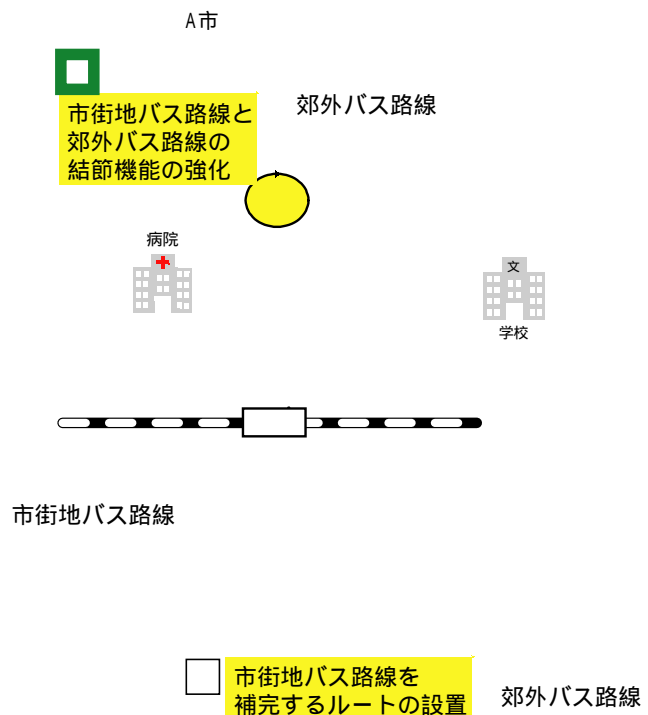 A市
市街地バス路線と
郊外バス路線の
結節機能の強化
郊外バス路線
病院
文
学校
市街地バス路線
市街地バス路線を
補完するルートの設置
郊外バス路線